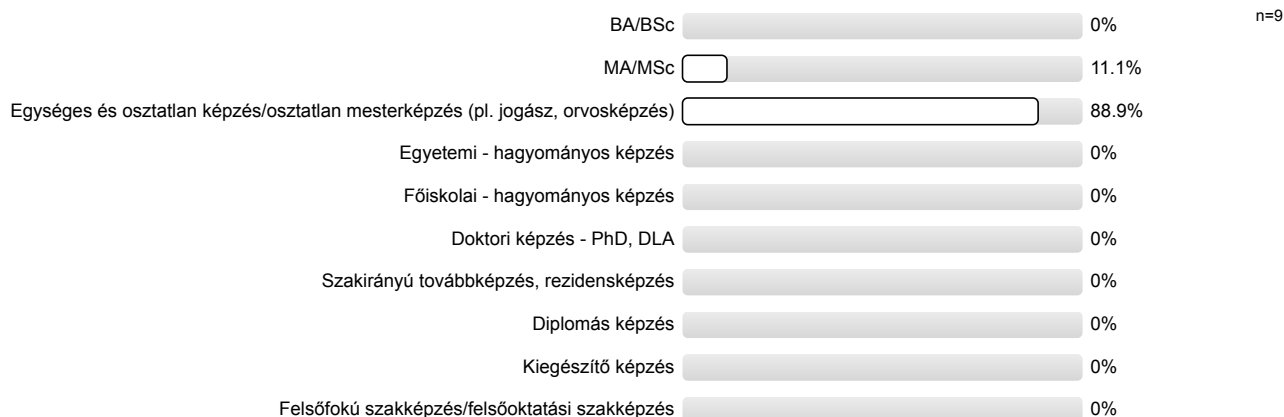 BA/BSc 0% n=9
MA/MSc 11.1%
Egységes és osztatlan képzés/osztatlan mesterképzés (pl. jogász, orvosképzés) 88.9%
Egyetemi - hagyományos képzés 0%
Főiskolai - hagyományos képzés 0%
Doktori képzés - PhD, DLA 0%
Szakirányú továbbképzés, rezidensképzés 0%
Diplomás képzés 0%
Kiegészítő képzés 0%
Felsőfokú szakképzés/felsőoktatási szakképzés 0%